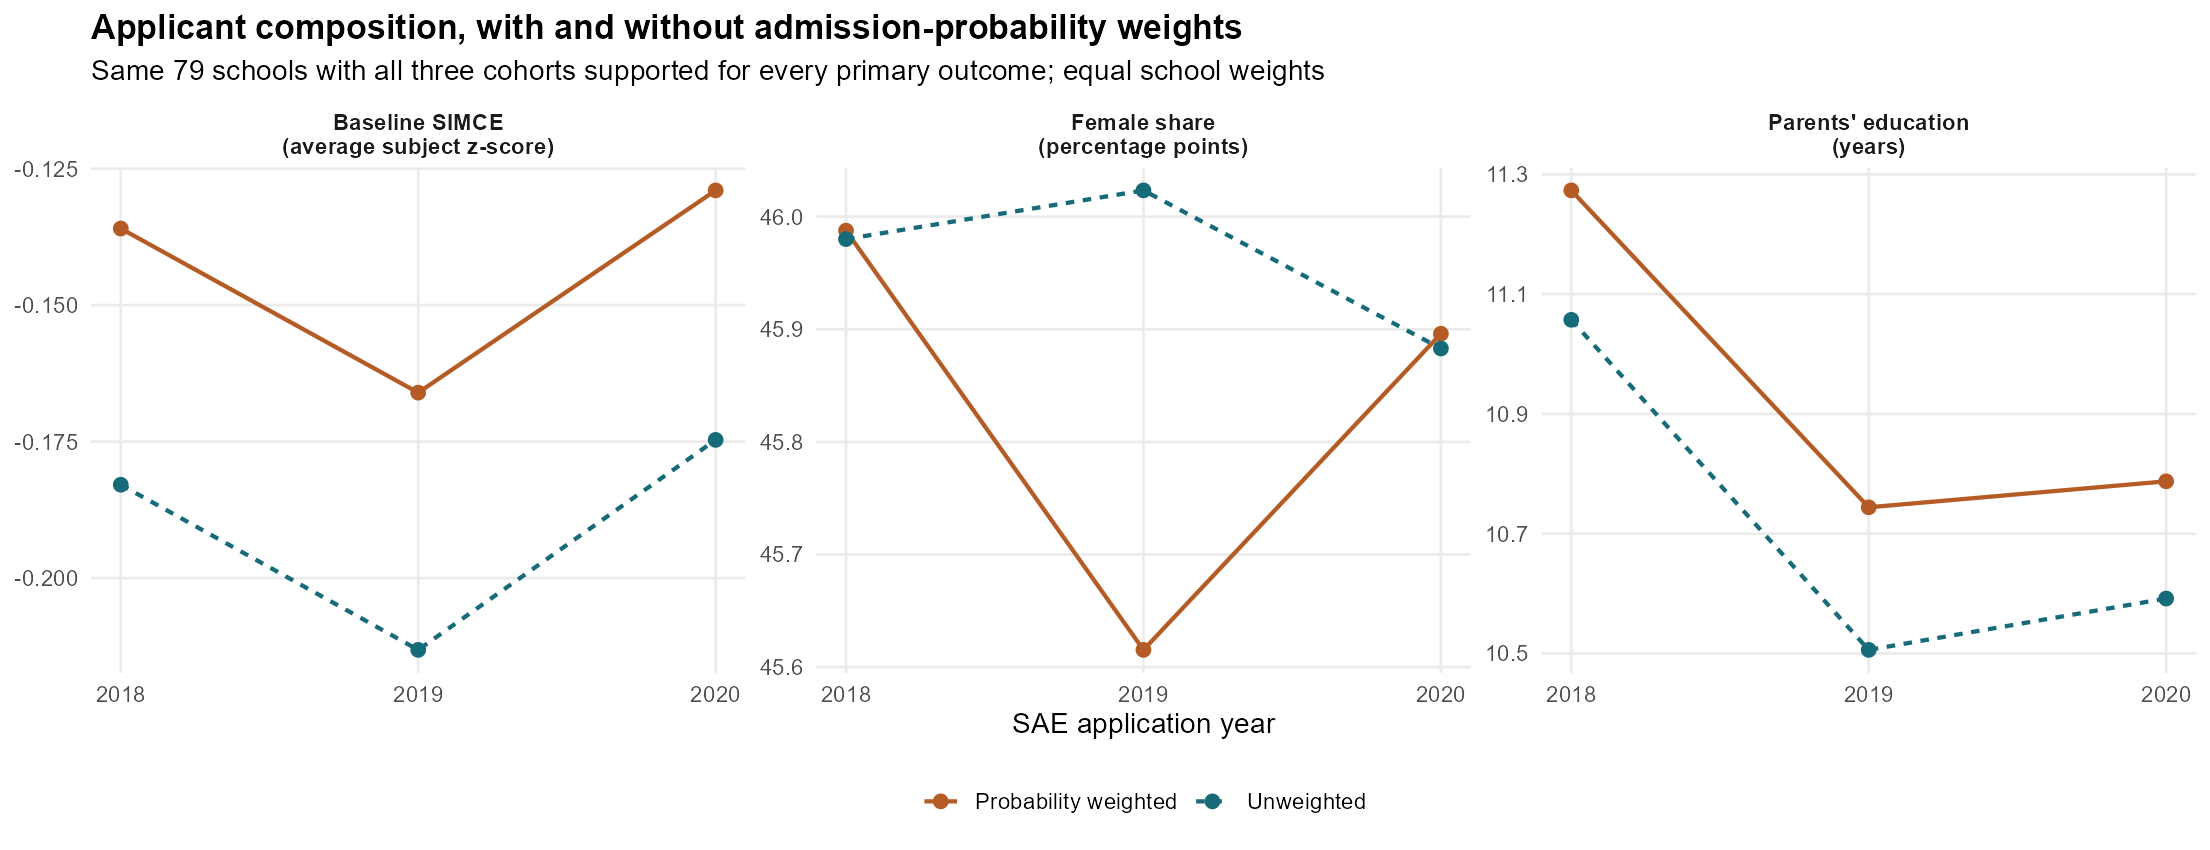 Applicant composition, with and without admission-probability weights
Same 79 schools with all three cohorts supported for every primary outcome; equal school weights
Baseline SIMCE
(average subject z-score)
-0.125
-0.150
-0.175
-0.200
2018
2019
2020
Female share
(percentage points)
46.0
45.9
45.8
45.7
45.6
2018
2019
2020
Parents' education
(years)
11.3
11.1
10.9
10.7
10.5
2018
2019
2020
SAE application year
Probability weighted
Unweighted